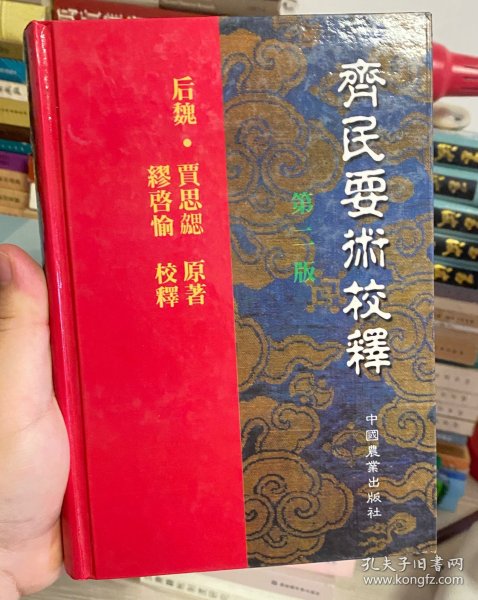 齊民要術校釋
第二版
后魏·賈思勰 原著
繆啓愉 校釋
中國農業出版社
孔夫子旧书网
www.kongfz.com